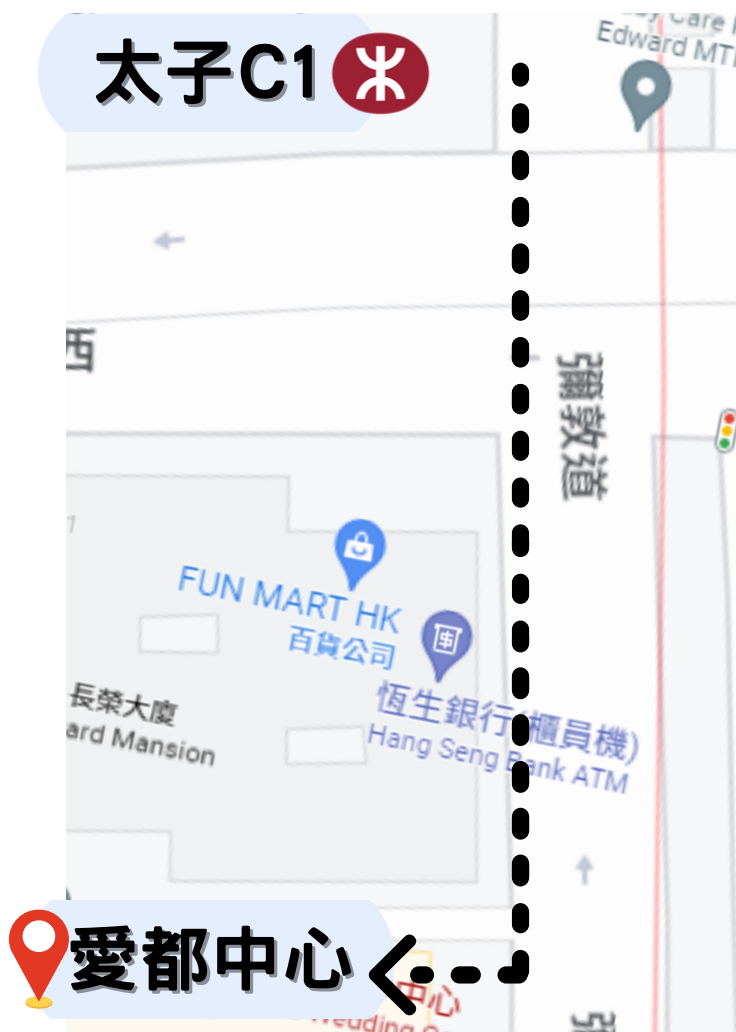 太子C1
Care
Edward MT
西
彌敦道
FUN MART HK
百貨公司
恆生銀行(櫃員機)
Hang Seng Bank ATM
長榮大廈
ard Mansion
愛都中心
中心
Wedding